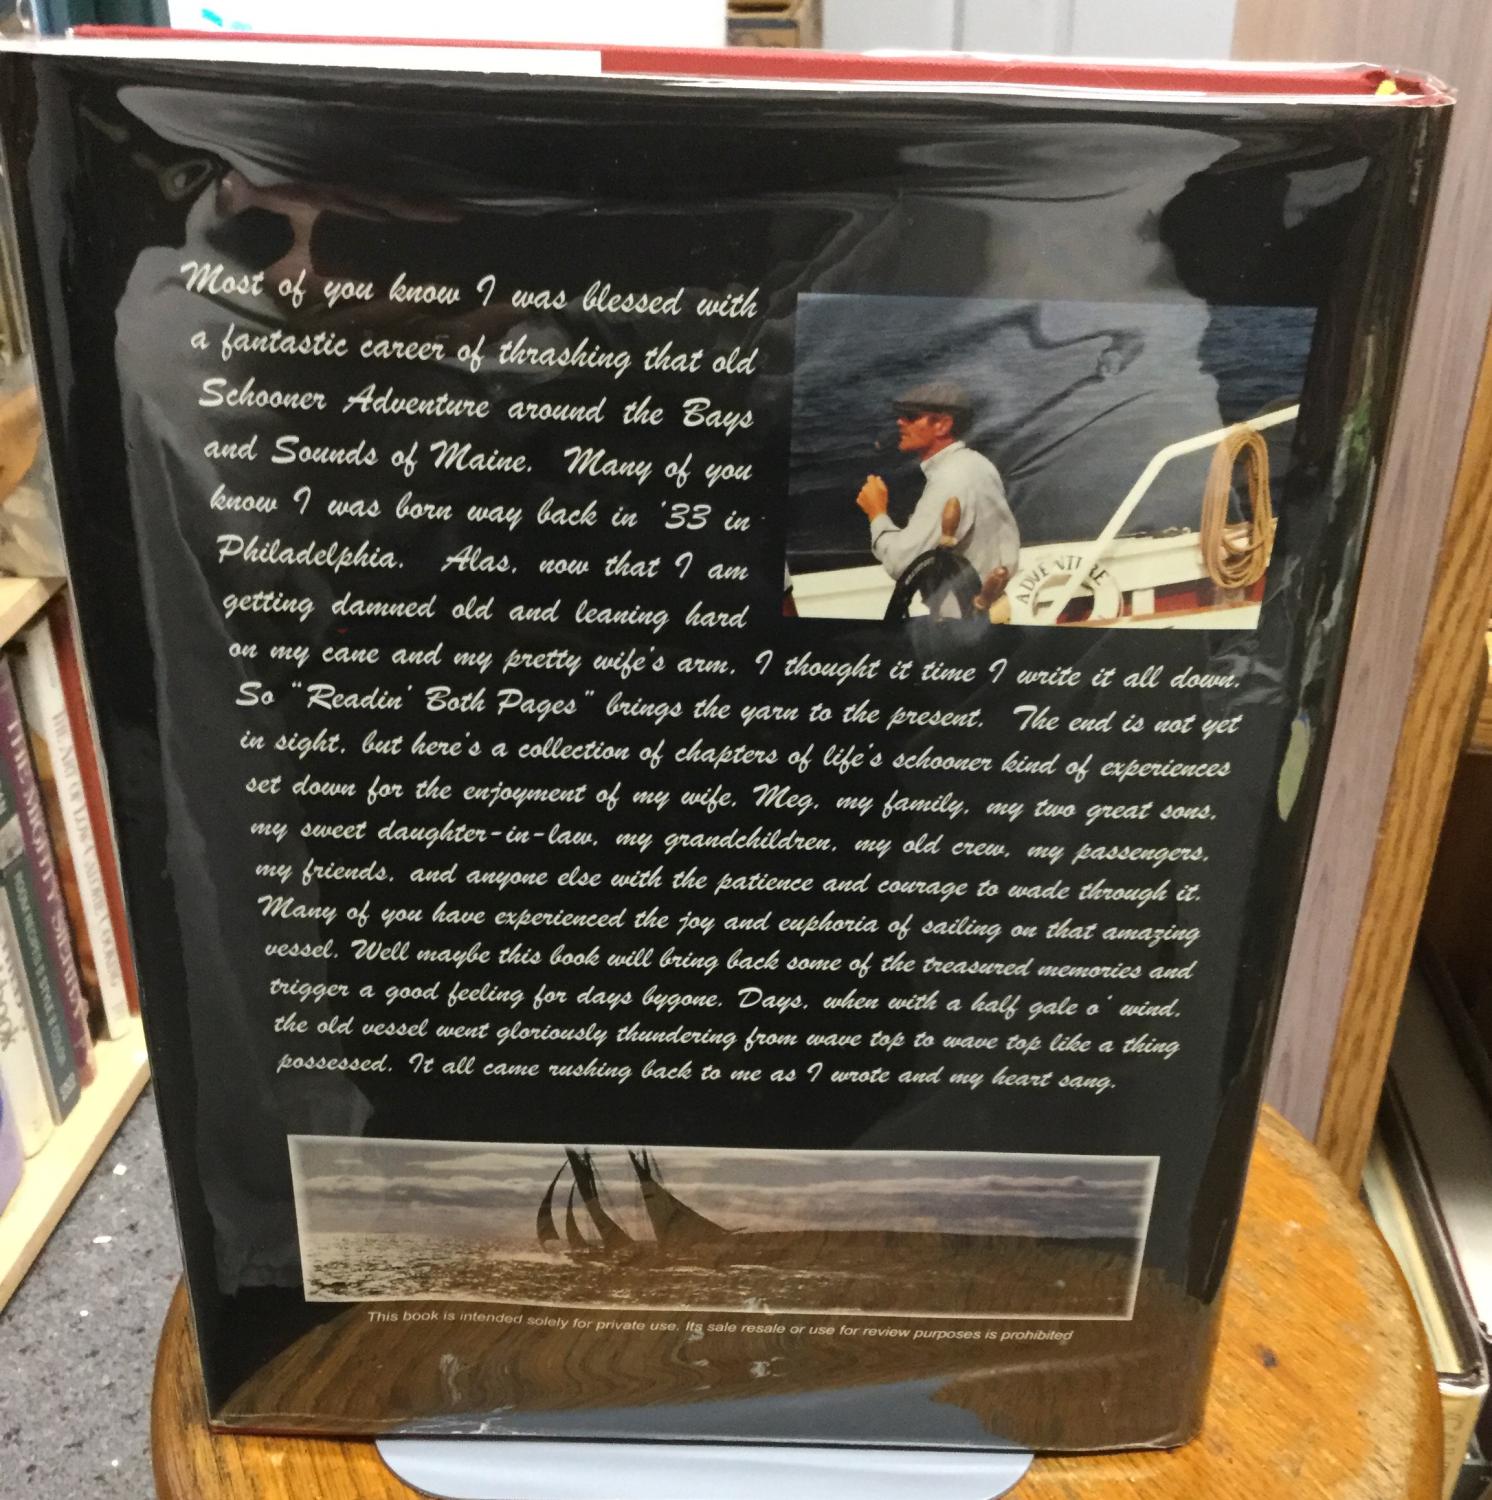 Most of you know I was blessed with
a fantastic career of thrashing that old
Schooner Adventure around the Bays
and Sounds of Maine. Many of you
know I was born way back in '33 in
Philadelphia. Alas, now that I am
getting damned old and leaning hard
on my cane and my pretty wife's arm, I thought it time I write it all down.
So "Readin' Both Pages" brings the yarn to the present. The end is not yet
in sight, but here's a collection of chapters of life's schooner kind of experiences
set down for the enjoyment of my wife, Meg, my family, my two great sons,
my sweet daughter-in-law, my grandchildren, my old crew, my passengers,
my friends, and anyone else with the patience and courage to wade through it.
Many of you have experienced the joy and euphoria of sailing on that amazing
vessel. Well maybe this book will bring back some of the treasured memories and
trigger a good feeling for days bygone. Days, when with a half gale o' wind,
the old vessel went gloriously thundering from wave top to wave top like a thing
possessed. It all came rushing back to me as I wrote and my heart sang.
ADVENTURE
This book is intended solely for private use. Its sale resale or use for review purposes is prohibited